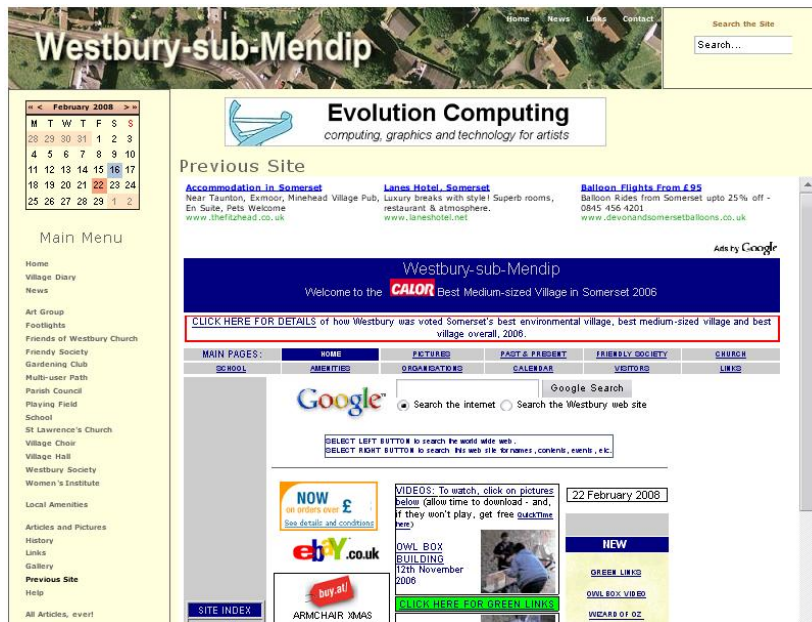 Home News Links Contact
Search the Site
Westbury-sub-Mendip
Search...
« < February 2008 > »
M T W T F S S
28 29 30 31 1 2 3
4 5 6 7 8 9 10
11 12 13 14 15 16 17
18 19 20 21 22 23 24
25 26 27 28 29 1 2
Main Menu
Home
Village Diary
News
Art Group
Footlights
Friends of Westbury Church
Friendy Society
Gardening Club
Multi-user Path
Parish Council
Playing Field
School
St Lawrence's Church
Village Choir
Village Hall
Westbury Society
Women's Institute
Local Amenities
Articles and Pictures
History
Links
Gallery
Previous Site
Help
All Articles, ever!
Evolution Computing
computing, graphics and technology for artists
Previous Site
Accommodation in Somerset
Near Taunton, Exmoor, Minehead Village Pub,
En Suite, Pets Welcome
www.thefitzhead.co.uk
Lanes Hotel, Somerset
Luxury breaks with style! Superb rooms,
restaurant & atmosphere.
www.laneshotel.net
Balloon Flights From £95
Balloon Rides from Somerset upto 25% off -
0845 456 4201
www.devonandsomersetballoons.co.uk
Ads by Google
Westbury-sub-Mendip
Welcome to the CALOR Best Medium-sized Village in Somerset 2006
CLICK HERE FOR DETAILS of how Westbury was voted Somerset's best environmental village, best medium-sized village and best
village overall, 2006.
MAIN PAGES: HOME PICTURES PAST & PRESENT FRIENDLY SOCIETY CHURCH
SCHOOL AMENITIES ORGANISATIONS CALENDAR VISITORS LINKS
Google™
Google Search
Search the internet Search the Westbury web site
SELECT LEFT BUTTON to search the world wide web.
SELECT RIGHT BUTTON to search this web site for names, contents, events, etc.
NOW
on orders over £
See details and conditions
ebaY.co.uk
buy.at/
ARMCHAIR XMAS
SITE INDEX
VIDEOS: To watch, click on pictures
below (allow time to download - and,
if they won't play, get free QuickTime
here)
OWL BOX
BUILDING
12th November
2006
CLICK HERE FOR GREEN LINKS
22 February 2008
NEW
GREEN LINKS
OWL BOX VIDEO
WIZARD OF OZ